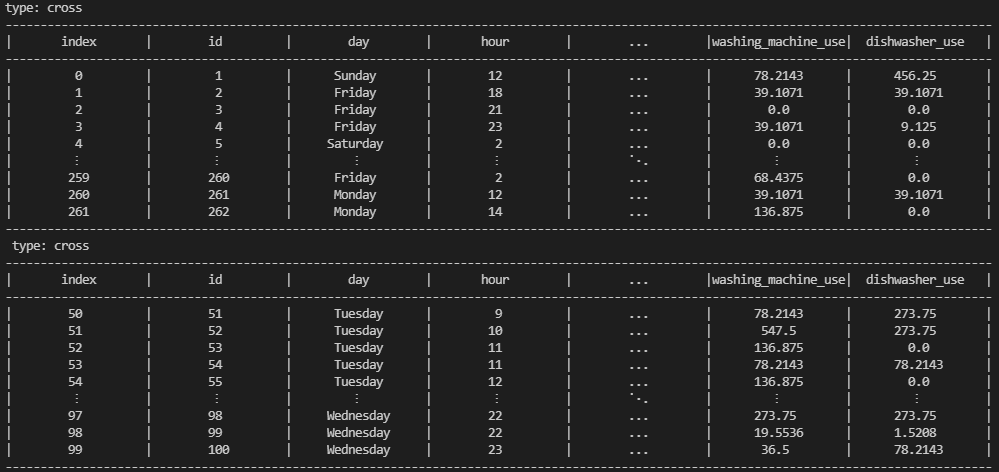 type: cross
---------------------------------------------------------------------------------------------------------------------------------------------
| index | id | day | hour | ... |washing_machine_use| dishwasher_use |
---------------------------------------------------------------------------------------------------------------------------------------------
| 0 | 1 | Sunday | 12 | ... | 78.2143 | 456.25 |
| 1 | 2 | Friday | 18 | ... | 39.1071 | 39.1071 |
| 2 | 3 | Friday | 21 | ... | 0.0 | 0.0 |
| 3 | 4 | Friday | 23 | ... | 39.1071 | 9.125 |
| 4 | 5 | Saturday | 2 | ... | 0.0 | 0.0 |
| ⋮ | ⋮ | ⋮ | ⋮ | ⋱ | ⋮ | ⋮ |
| 259 | 260 | Friday | 2 | ... | 68.4375 | 0.0 |
| 260 | 261 | Monday | 12 | ... | 39.1071 | 39.1071 |
| 261 | 262 | Monday | 14 | ... | 136.875 | 0.0 |
---------------------------------------------------------------------------------------------------------------------------------------------
type: cross
---------------------------------------------------------------------------------------------------------------------------------------------
| index | id | day | hour | ... |washing_machine_use| dishwasher_use |
---------------------------------------------------------------------------------------------------------------------------------------------
| 50 | 51 | Tuesday | 9 | ... | 78.2143 | 273.75 |
| 51 | 52 | Tuesday | 10 | ... | 547.5 | 273.75 |
| 52 | 53 | Tuesday | 11 | ... | 136.875 | 0.0 |
| 53 | 54 | Tuesday | 11 | ... | 78.2143 | 78.2143 |
| 54 | 55 | Tuesday | 12 | ... | 136.875 | 0.0 |
| ⋮ | ⋮ | ⋮ | ⋮ | ⋱ | ⋮ | ⋮ |
| 97 | 98 | Wednesday | 22 | ... | 273.75 | 273.75 |
| 98 | 99 | Wednesday | 22 | ... | 19.5536 | 1.5208 |
| 99 | 100 | Wednesday | 23 | ... | 36.5 | 78.2143 |
---------------------------------------------------------------------------------------------------------------------------------------------